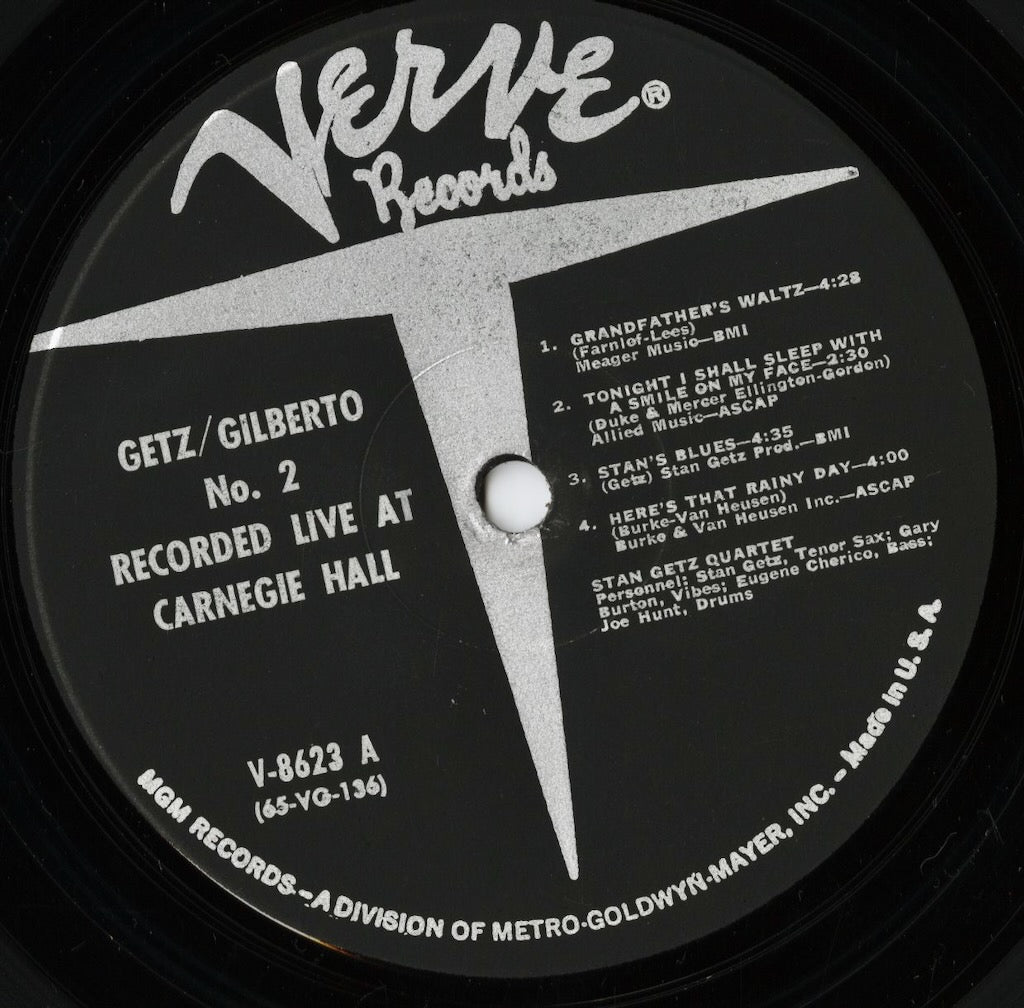 Verve®
Records
GETZ/GILBERTO
No. 2
RECORDED LIVE AT
CARNEGIE HALL
V-8623 A
(65-VG-136)
1. GRANDFATHER'S WALTZ—4:28
(Farnlof-Lees)
Meager Music—BMI
2. TONIGHT I SHALL SLEEP WITH
A SMILE ON MY FACE—2:30
(Duke & Mercer Ellington-Gordon)
Allied Music—ASCAP
3. STAN'S BLUES—4:35
(Getz) Stan Getz Prod.—BMI
4. HERE'S THAT RAINY DAY—4:00
(Burke-Van Heusen)
Burke & Van Heusen Inc.—ASCAP
STAN GETZ QUARTET
Personnel: Stan Getz, Tenor Sax; Gary
Burton, Vibes; Eugene Cherico, Bass;
Joe Hunt, Drums
MGM RECORDS—A DIVISION OF METRO-GOLDWYN-MAYER, INC. - Made in U. S. A.